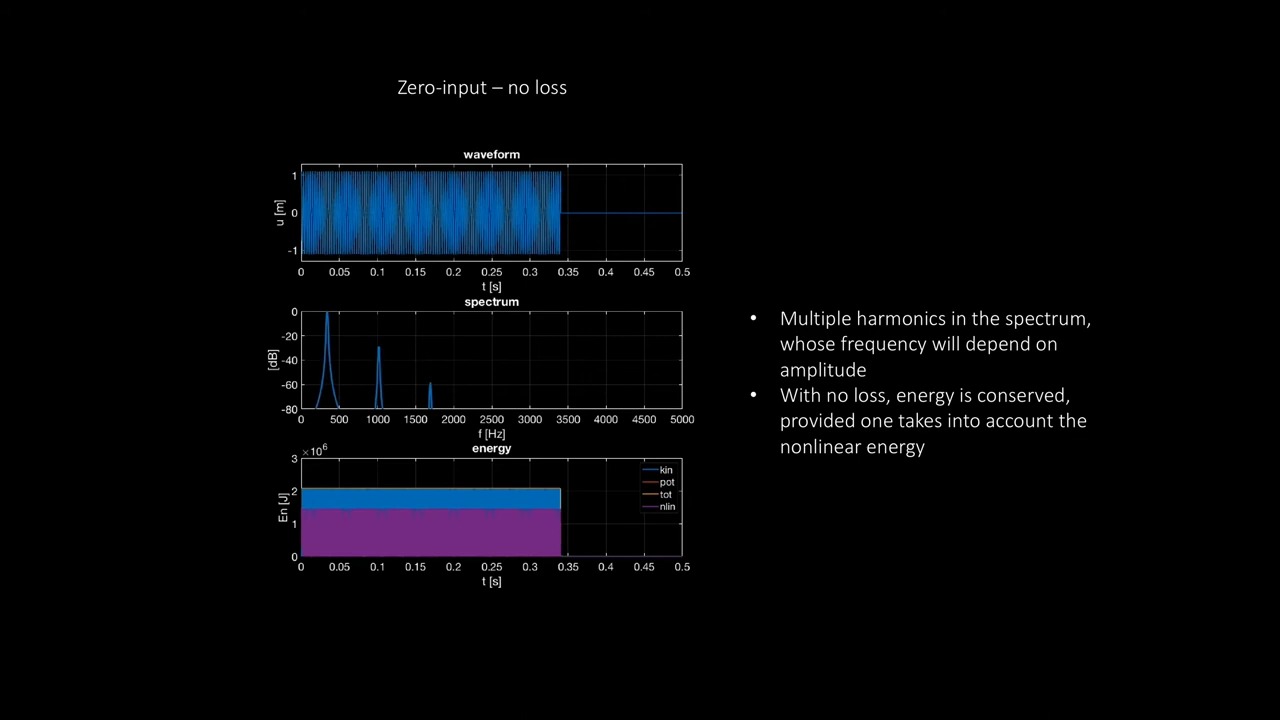 Zero-input – no loss
waveform
1
0
-1
u [m]
0 0.05 0.1 0.15 0.2 0.25 0.3 0.35 0.4 0.45 0.5
t [s]
spectrum
0
-20
-40
-60
-80
[dB]
0 500 1000 1500 2000 2500 3000 3500 4000 4500 5000
f [Hz]
energy
×10⁶
3
2
1
0
En [J]
kin
pot
tot
nlin
0 0.05 0.1 0.15 0.2 0.25 0.3 0.35 0.4 0.45 0.5
t [s]
• Multiple harmonics in the spectrum,
whose frequency will depend on
amplitude
• With no loss, energy is conserved,
provided one takes into account the
nonlinear energy